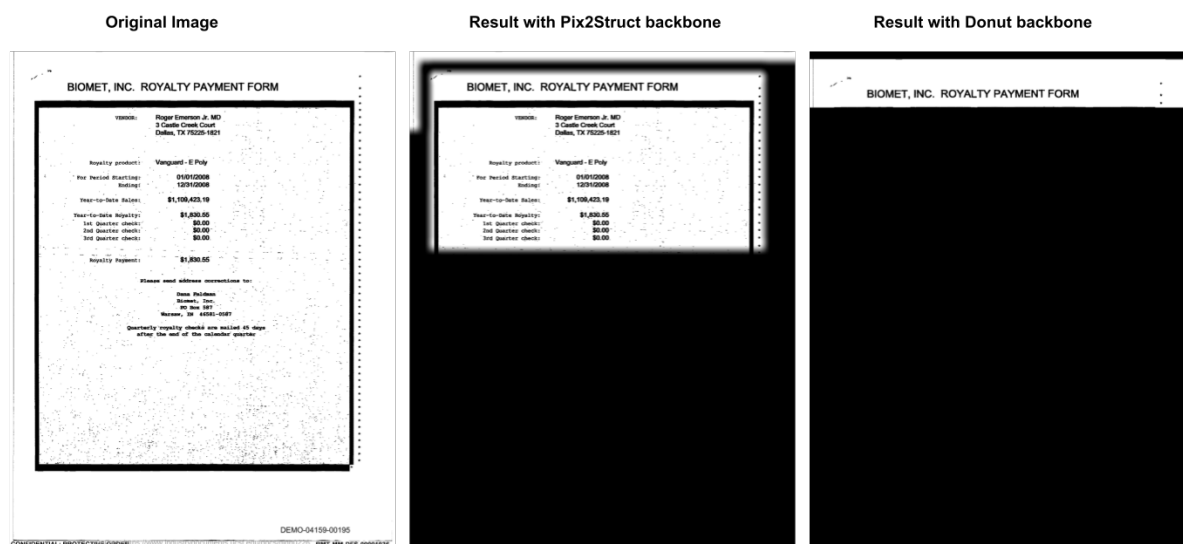 Original Image
Result with Pix2Struct backbone
Result with Donut backbone
BIOMET, INC. ROYALTY PAYMENT FORM
VENDOR: Roger Emerson Jr. MD
3 Castle Creek Court
Dallas, TX 75225-1821
Royalty product: Vanguard - E Poly
For Period Starting: 01/01/2008
Ending: 12/31/2008
Year-to-Date Sales: $1,109,423.19
Year-to-Date Royalty: $1,830.55
1st Quarter check: $0.00
2nd Quarter check: $0.00
3rd Quarter check: $0.00
Royalty Payment: $1,830.55
Please send address corrections to:
Dana Feldman
Biomet, Inc.
PO Box 587
Warsaw, IN 46581-0587
Quarterly royalty checks are mailed 45 days
after the end of the calendar quarter
DEMO-04159-00195
BIOMET, INC. ROYALTY PAYMENT FORM
VENDOR: Roger Emerson Jr. MD
3 Castle Creek Court
Dallas, TX 75225-1821
Royalty product: Vanguard - E Poly
For Period Starting: 01/01/2008
Ending: 12/31/2008
Year-to-Date Sales: $1,109,423.19
Year-to-Date Royalty: $1,830.55
1st Quarter check: $0.00
2nd Quarter check: $0.00
3rd Quarter check: $0.00
BIOMET, INC. ROYALTY PAYMENT FORM